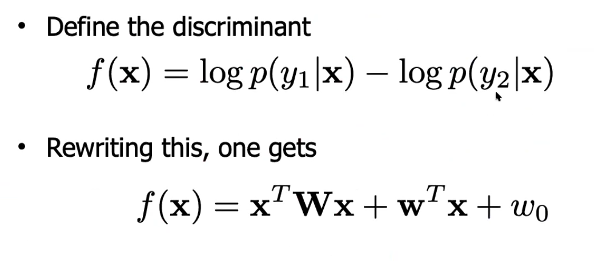 • Define the discriminant
f(x) = log p(y₁|x) − log p(y₂|x)
• Rewriting this, one gets
f(x) = xᵀWx + wᵀx + w₀